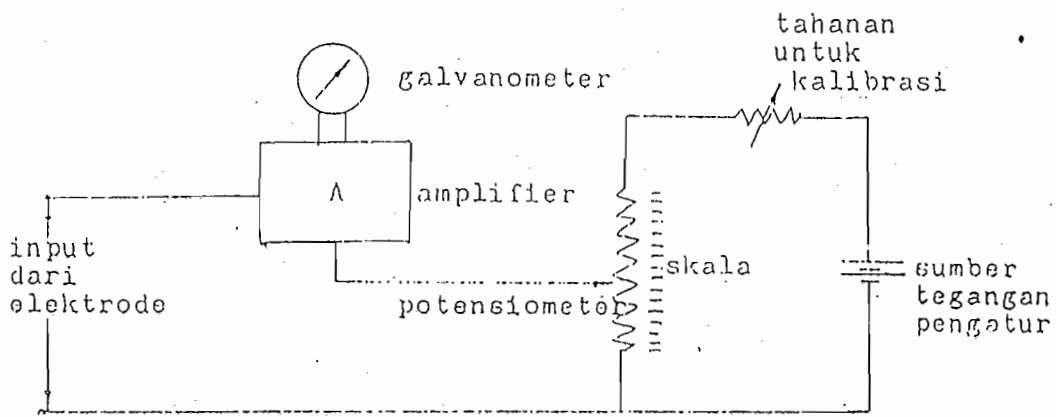 tahanan
untuk
kalibrasi
galvanometer
A
amplifier
input
dari
elektrode
potensiometer
skala
sumber
tegangan
pengatur